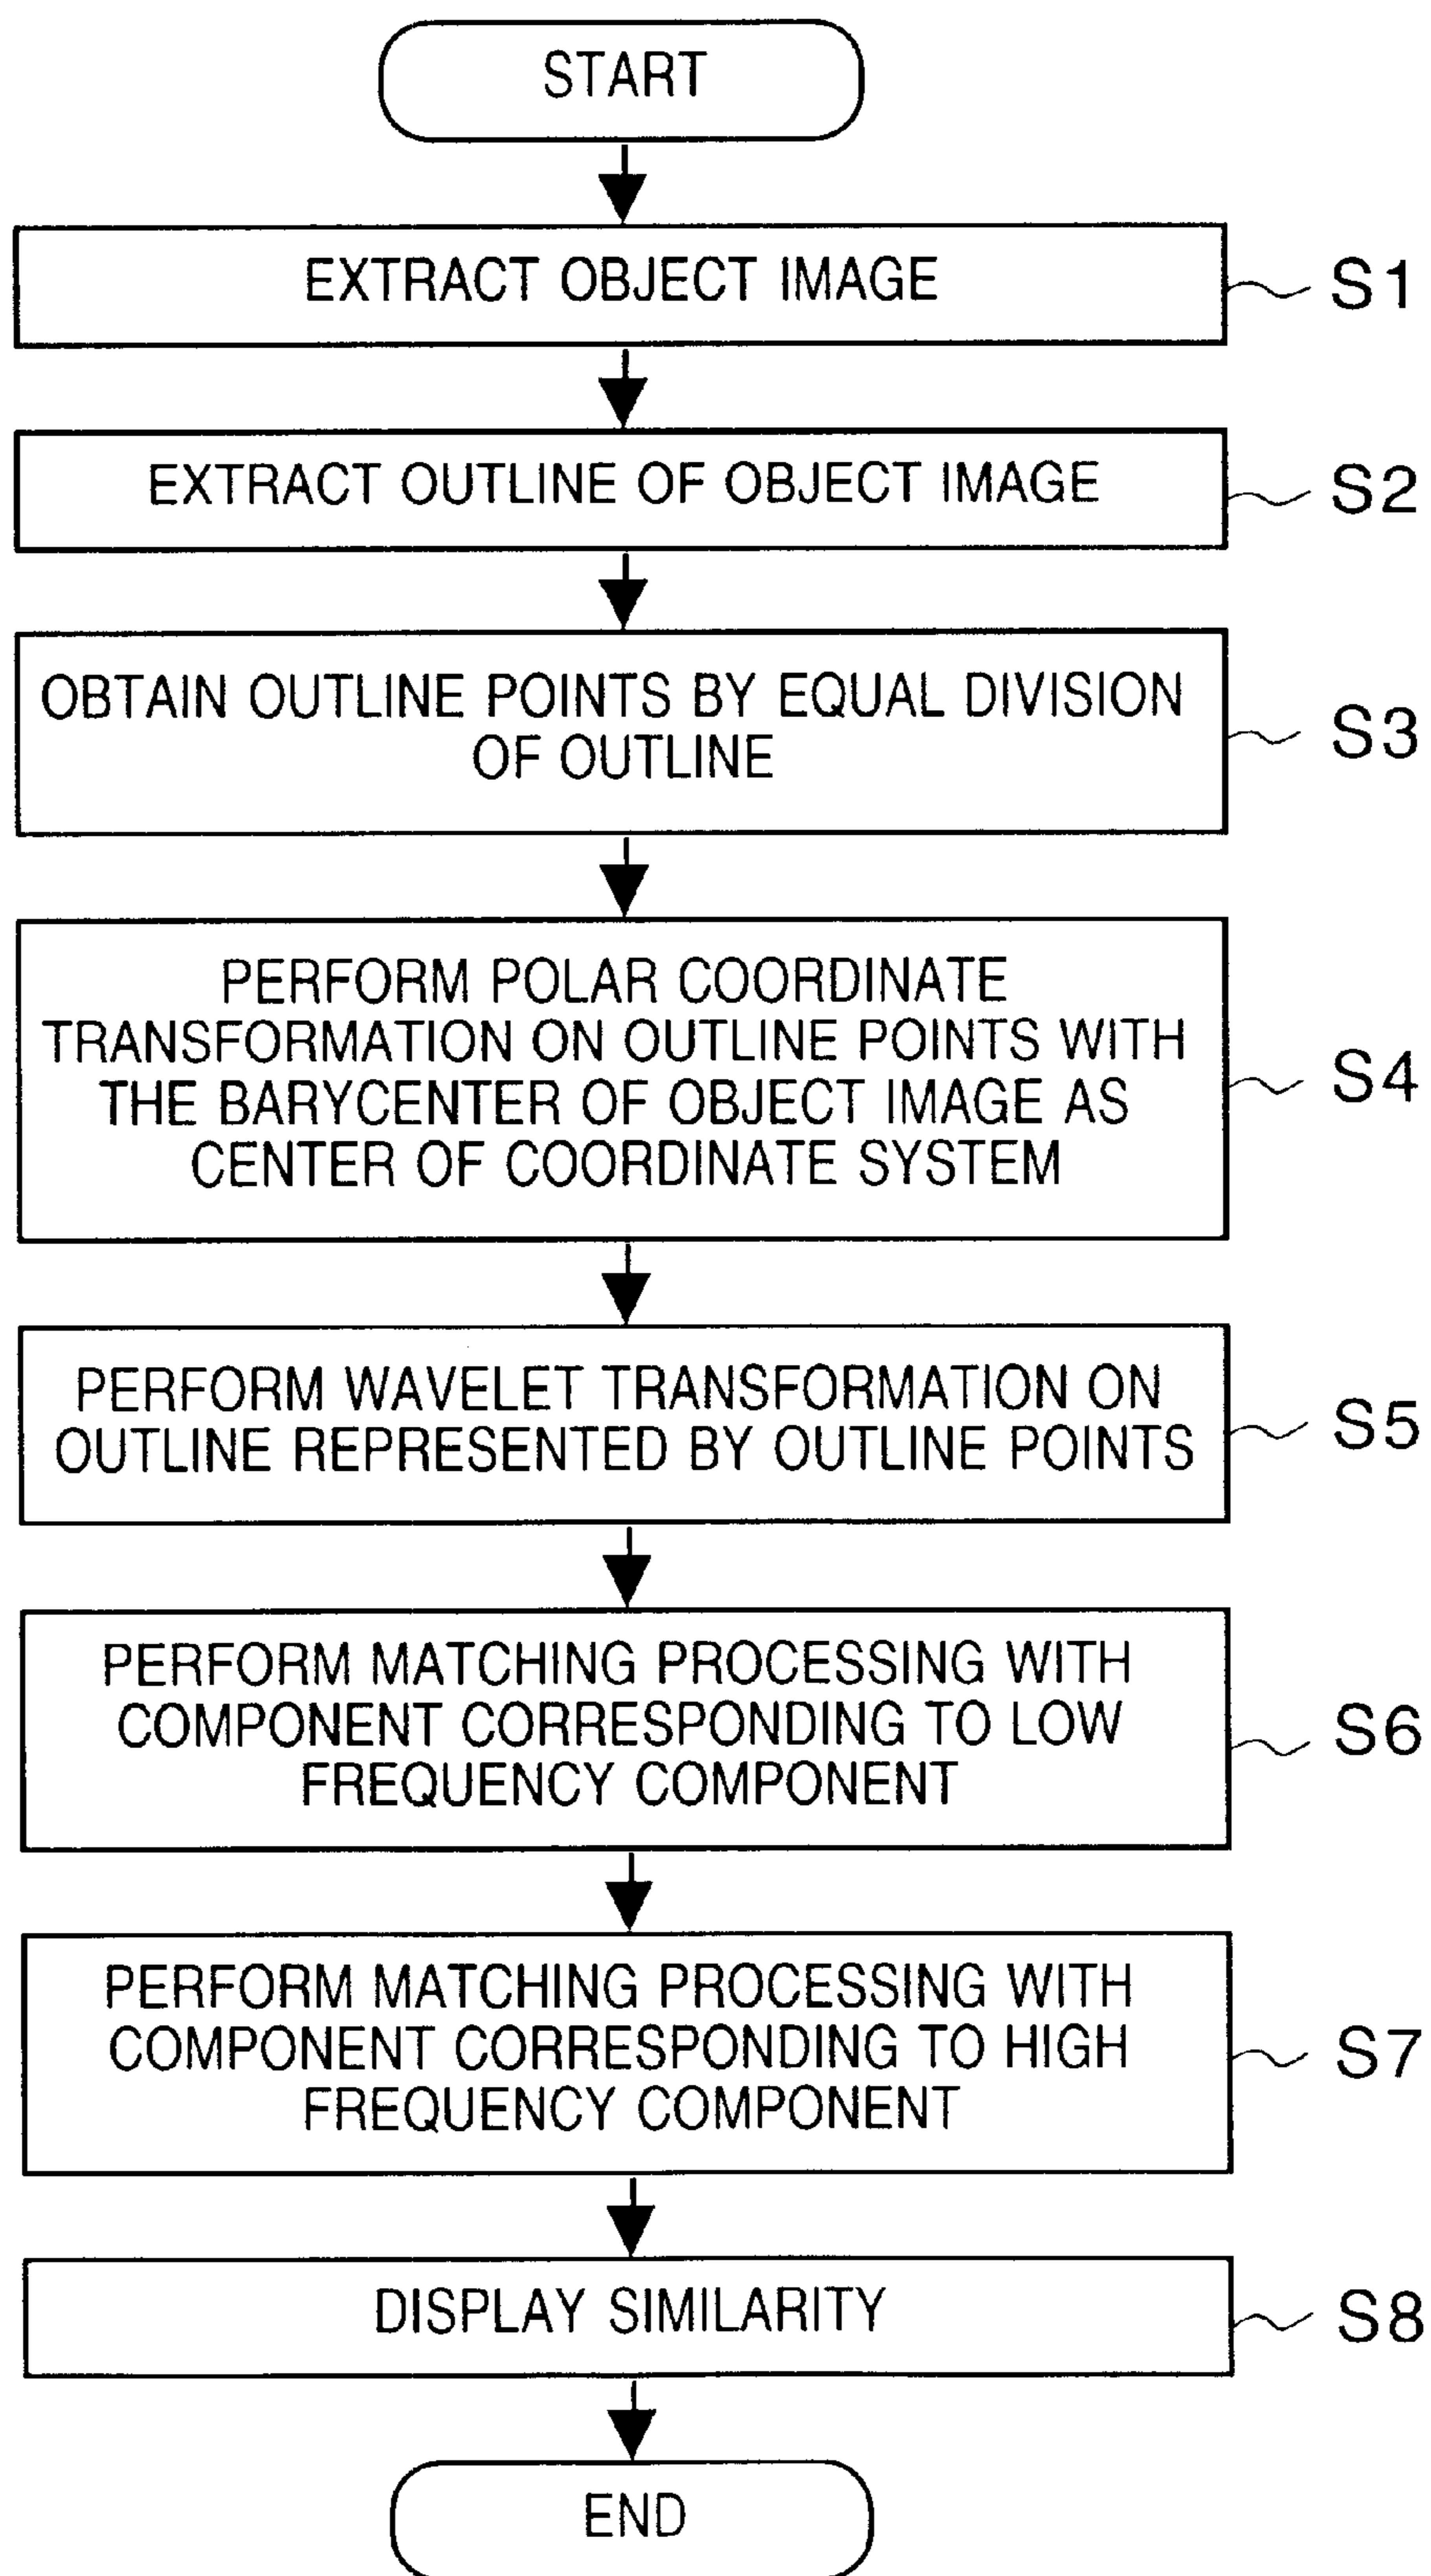 START
EXTRACT OBJECT IMAGE
S1
EXTRACT OUTLINE OF OBJECT IMAGE
S2
OBTAIN OUTLINE POINTS BY EQUAL DIVISION
OF OUTLINE
S3
PERFORM POLAR COORDINATE
TRANSFORMATION ON OUTLINE POINTS WITH
THE BARYCENTER OF OBJECT IMAGE AS
CENTER OF COORDINATE SYSTEM
S4
PERFORM WAVELET TRANSFORMATION ON
OUTLINE REPRESENTED BY OUTLINE POINTS
S5
PERFORM MATCHING PROCESSING WITH
COMPONENT CORRESPONDING TO LOW
FREQUENCY COMPONENT
S6
PERFORM MATCHING PROCESSING WITH
COMPONENT CORRESPONDING TO HIGH
FREQUENCY COMPONENT
S7
DISPLAY SIMILARITY
S8
END